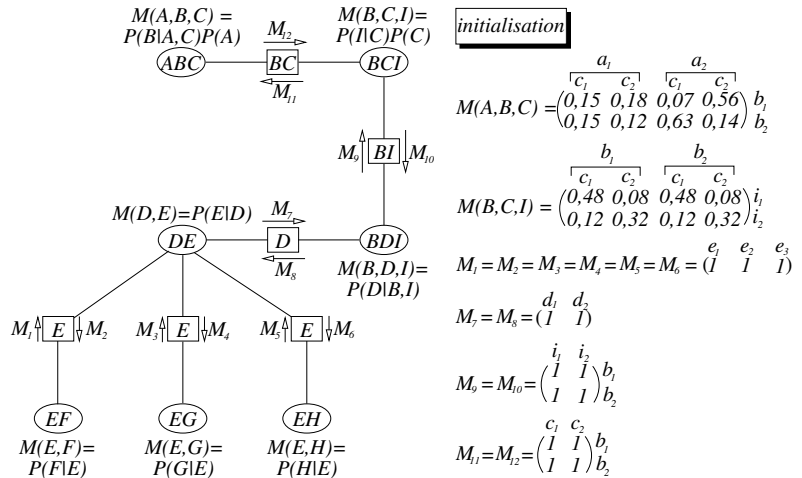 M(A,B,C) =
P(B|A,C)P(A)
M(B,C,I)=
P(I|C)P(C)
initialisation
M12
ABC
BC
BCI
M11
a1 a2
c1 c2 c1 c2
M(A,B,C) = (0,15 0,18 0,07 0,56) b1
0,15 0,12 0,63 0,14 b2
M9 BI M10
b1 b2
c1 c2 c1 c2
M(B,C,I) = (0,48 0,08 0,48 0,08) i1
0,12 0,32 0,12 0,32 i2
M(D,E)=P(E|D)
M7
DE
D
BDI
M8
M(B,D,I)=
P(D|B,I)
e1 e2 e3
M1 = M2 = M3 = M4 = M5 = M6 = (1 1 1)
d1 d2
M7 = M8 = (1 1)
M1 E M2
M3 E M4
M5 E M6
i1 i2
M9 = M10 = (1 1) b1
1 1 b2
EF
EG
EH
M(E,F)=
P(F|E)
M(E,G)=
P(G|E)
M(E,H)=
P(H|E)
c1 c2
M11 = M12 = (1 1) b1
1 1 b2